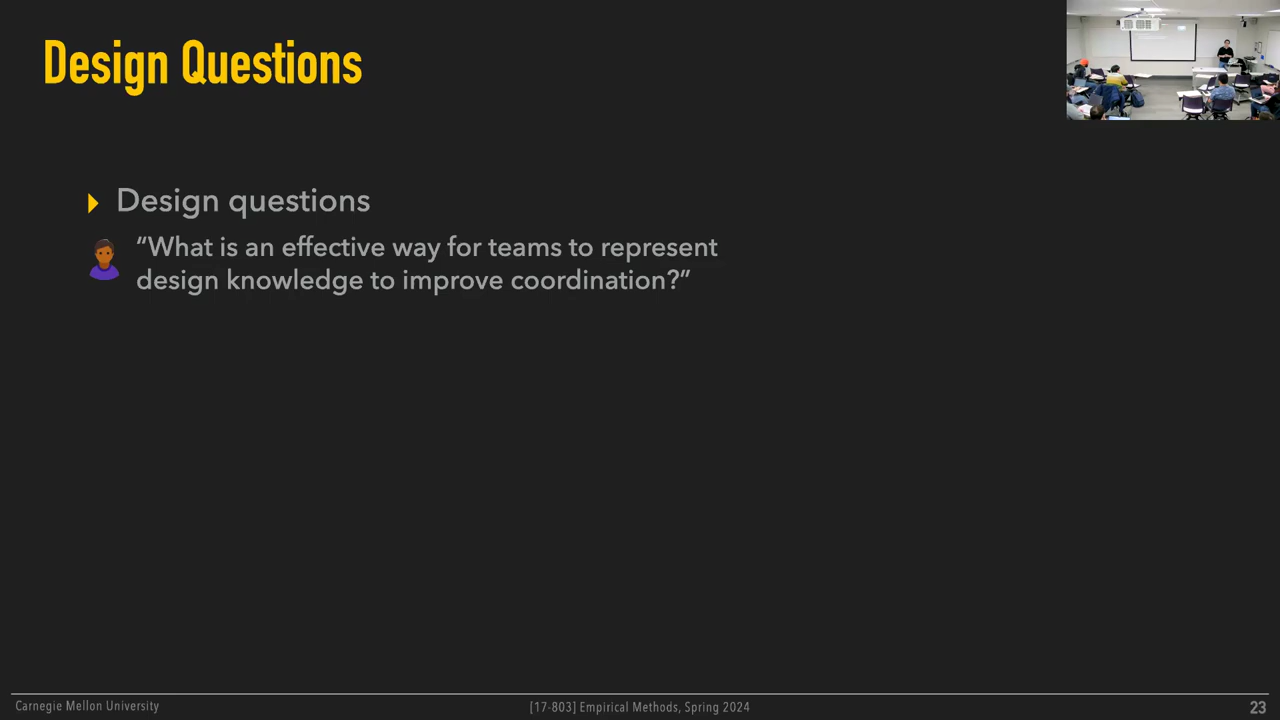 Design Questions
Design questions
“What is an effective way for teams to represent
design knowledge to improve coordination?”
Carnegie Mellon University
[17-803] Empirical Methods, Spring 2024
23